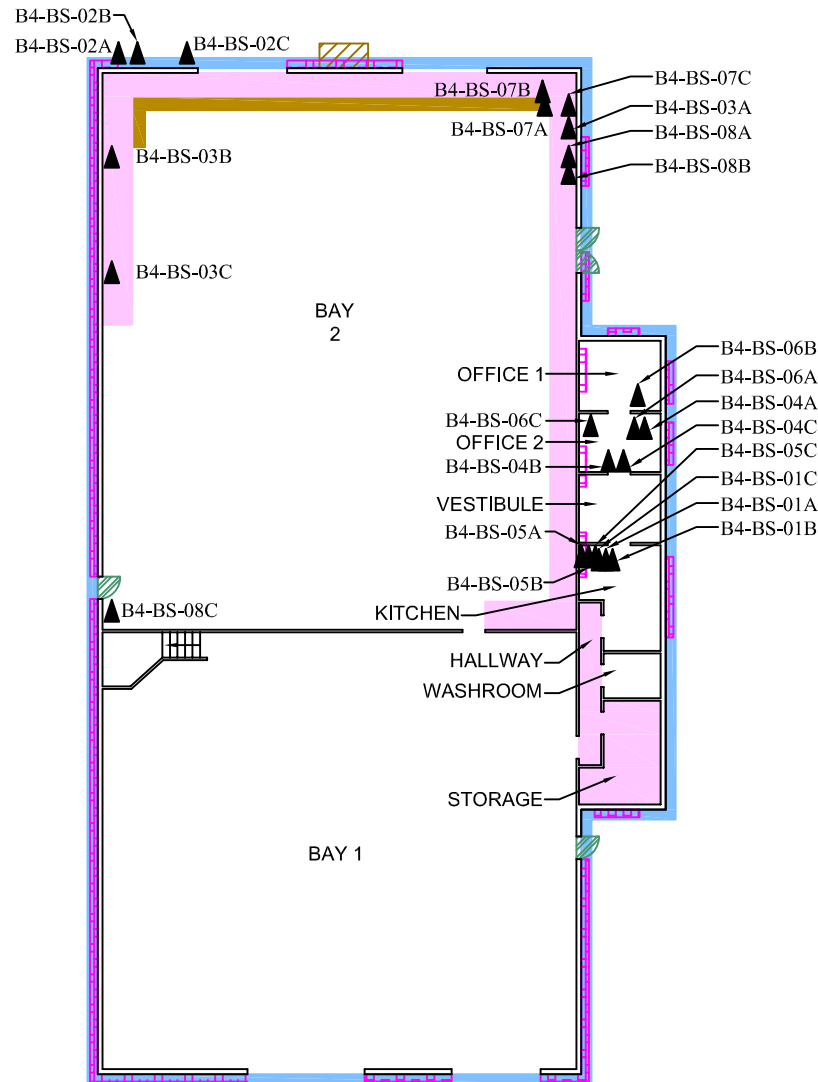 B4-BS-02B
B4-BS-02A
B4-BS-02C
B4-BS-07B
B4-BS-07C
B4-BS-03A
B4-BS-07A
B4-BS-08A
B4-BS-03B
B4-BS-08B
B4-BS-03C
BAY
2
B4-BS-06B
OFFICE 1
B4-BS-06A
B4-BS-04A
B4-BS-06C
B4-BS-04C
OFFICE 2
B4-BS-05C
B4-BS-04B
B4-BS-01C
VESTIBULE
B4-BS-01A
B4-BS-05A
B4-BS-01B
B4-BS-05B
B4-BS-08C
KITCHEN
HALLWAY
WASHROOM
STORAGE
BAY 1